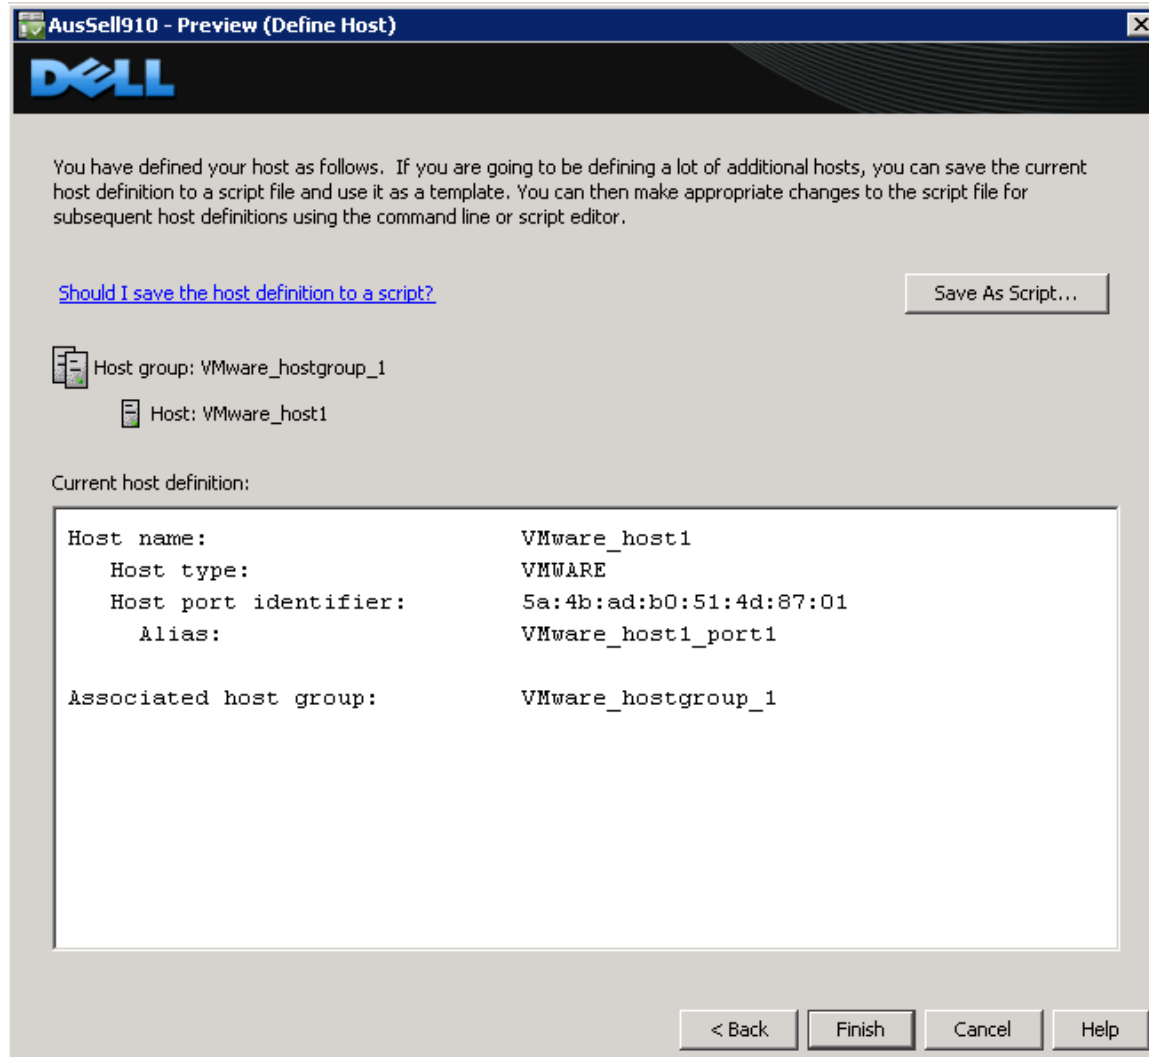 AusSell910 - Preview (Define Host)
DELL
You have defined your host as follows.  If you are going to be defining a lot of additional hosts, you can save the current
host definition to a script file and use it as a template. You can then make appropriate changes to the script file for
subsequent host definitions using the command line or script editor.
Should I save the host definition to a script?
Save As Script...
Host group: VMware_hostgroup_1
Host: VMware_host1
Current host definition:
Host name: VMware_host1
Host type: VMWARE
Host port identifier: 5a:4b:ad:b0:51:4d:87:01
Alias: VMware_host1_port1
Associated host group: VMware_hostgroup_1
< Back Finish Cancel Help